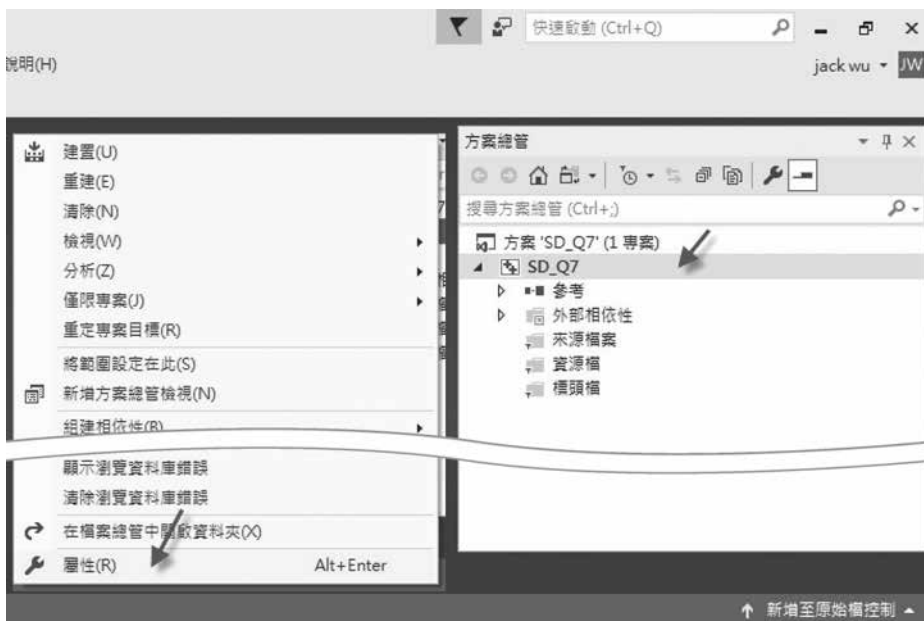 快速啟動 (Ctrl+Q)
說明(H)
jack wu
JW
建置(U)
重建(E)
清除(N)
檢視(W)
分析(Z)
僅限專案(J)
重定專案目標(R)
將範圍設定在此(S)
新增方案總管檢視(N)
組建相依性(B)
顯示瀏覽資料庫錯誤
清除瀏覽資料庫錯誤
在檔案總管中開啟資料夾(X)
屬性(R) Alt+Enter
方案總管
搜尋方案總管 (Ctrl+;)
方案 'SD_Q7' (1 專案)
SD_Q7
參考
外部相依性
來源檔案
資源檔
標頭檔
新增至原始檔控制